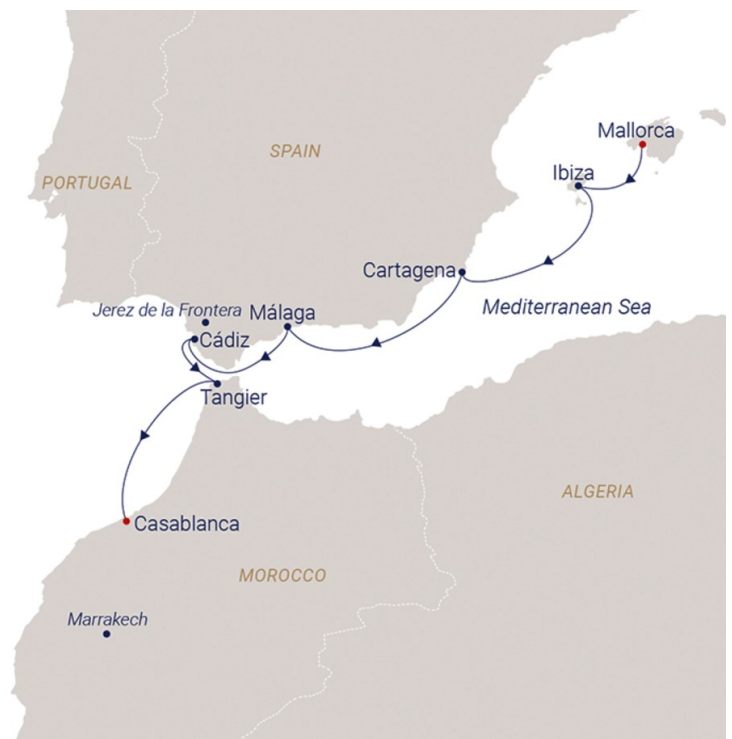 Mallorca
SPAIN
Ibiza
PORTUGAL
Cartagena
Mediterranean Sea
Jerez de la Frontera
Málaga
Cádiz
Tangier
ALGERIA
Casablanca
MOROCCO
Marrakech